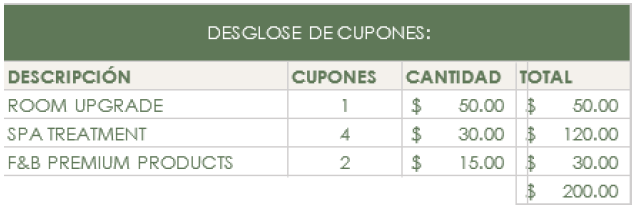 DESGLOSE DE CUPONES:
DESCRIPCIÓN CUPONES CANTIDAD TOTAL
ROOM UPGRADE 1 $ 50.00 $ 50.00
SPA TREATMENT 4 $ 30.00 $ 120.00
F&B PREMIUM PRODUCTS 2 $ 15.00 $ 30.00
$ 200.00